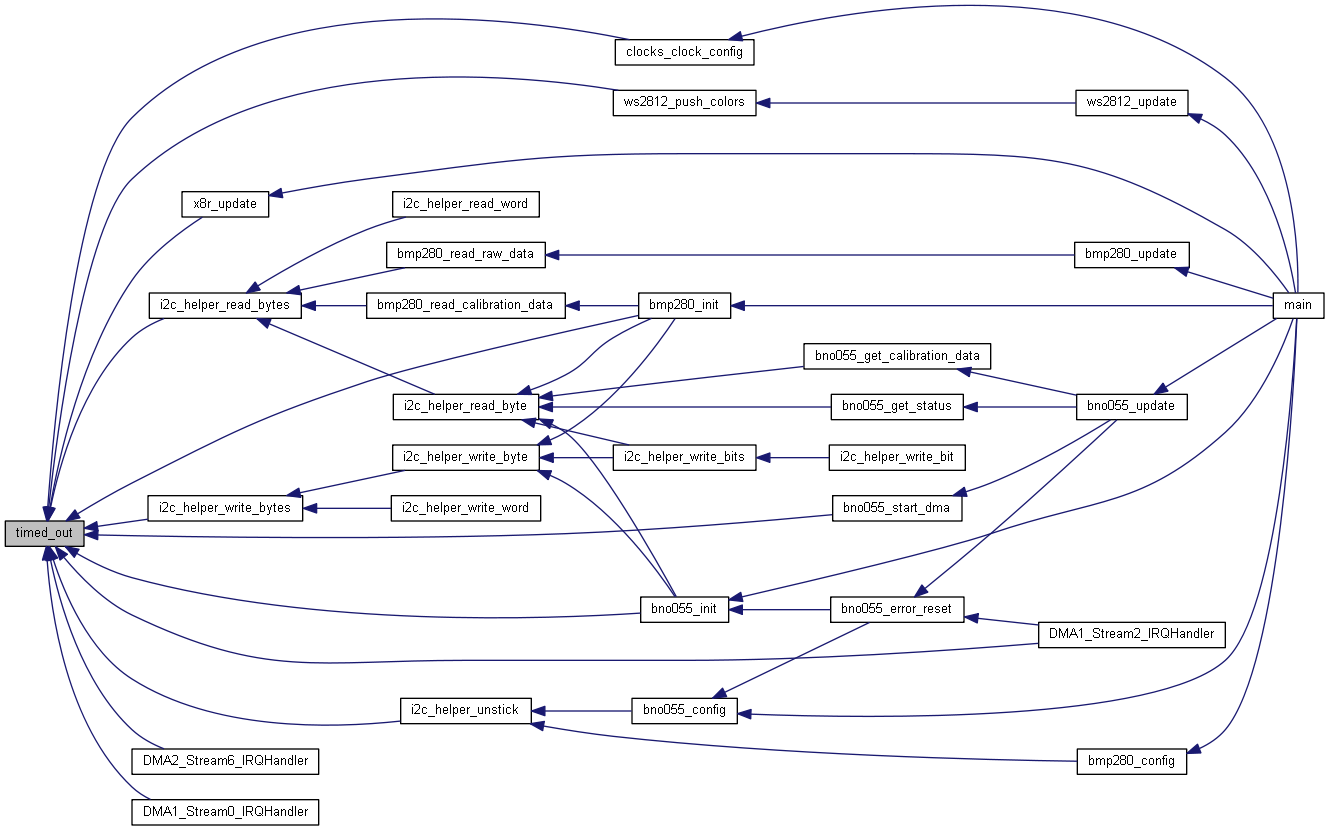 clocks_clock_config
ws2812_push_colors
ws2812_update
x8r_update
i2c_helper_read_word
bmp280_read_raw_data
bmp280_update
i2c_helper_read_bytes
bmp280_read_calibration_data
bmp280_init
main
bno055_get_calibration_data
i2c_helper_read_byte
bno055_get_status
bno055_update
i2c_helper_write_byte
i2c_helper_write_bits
i2c_helper_write_bit
i2c_helper_write_bytes
i2c_helper_write_word
bno055_start_dma
timed_out
bno055_init
bno055_error_reset
DMA1_Stream2_IRQHandler
i2c_helper_unstick
bno055_config
DMA2_Stream6_IRQHandler
bmp280_config
DMA1_Stream0_IRQHandler